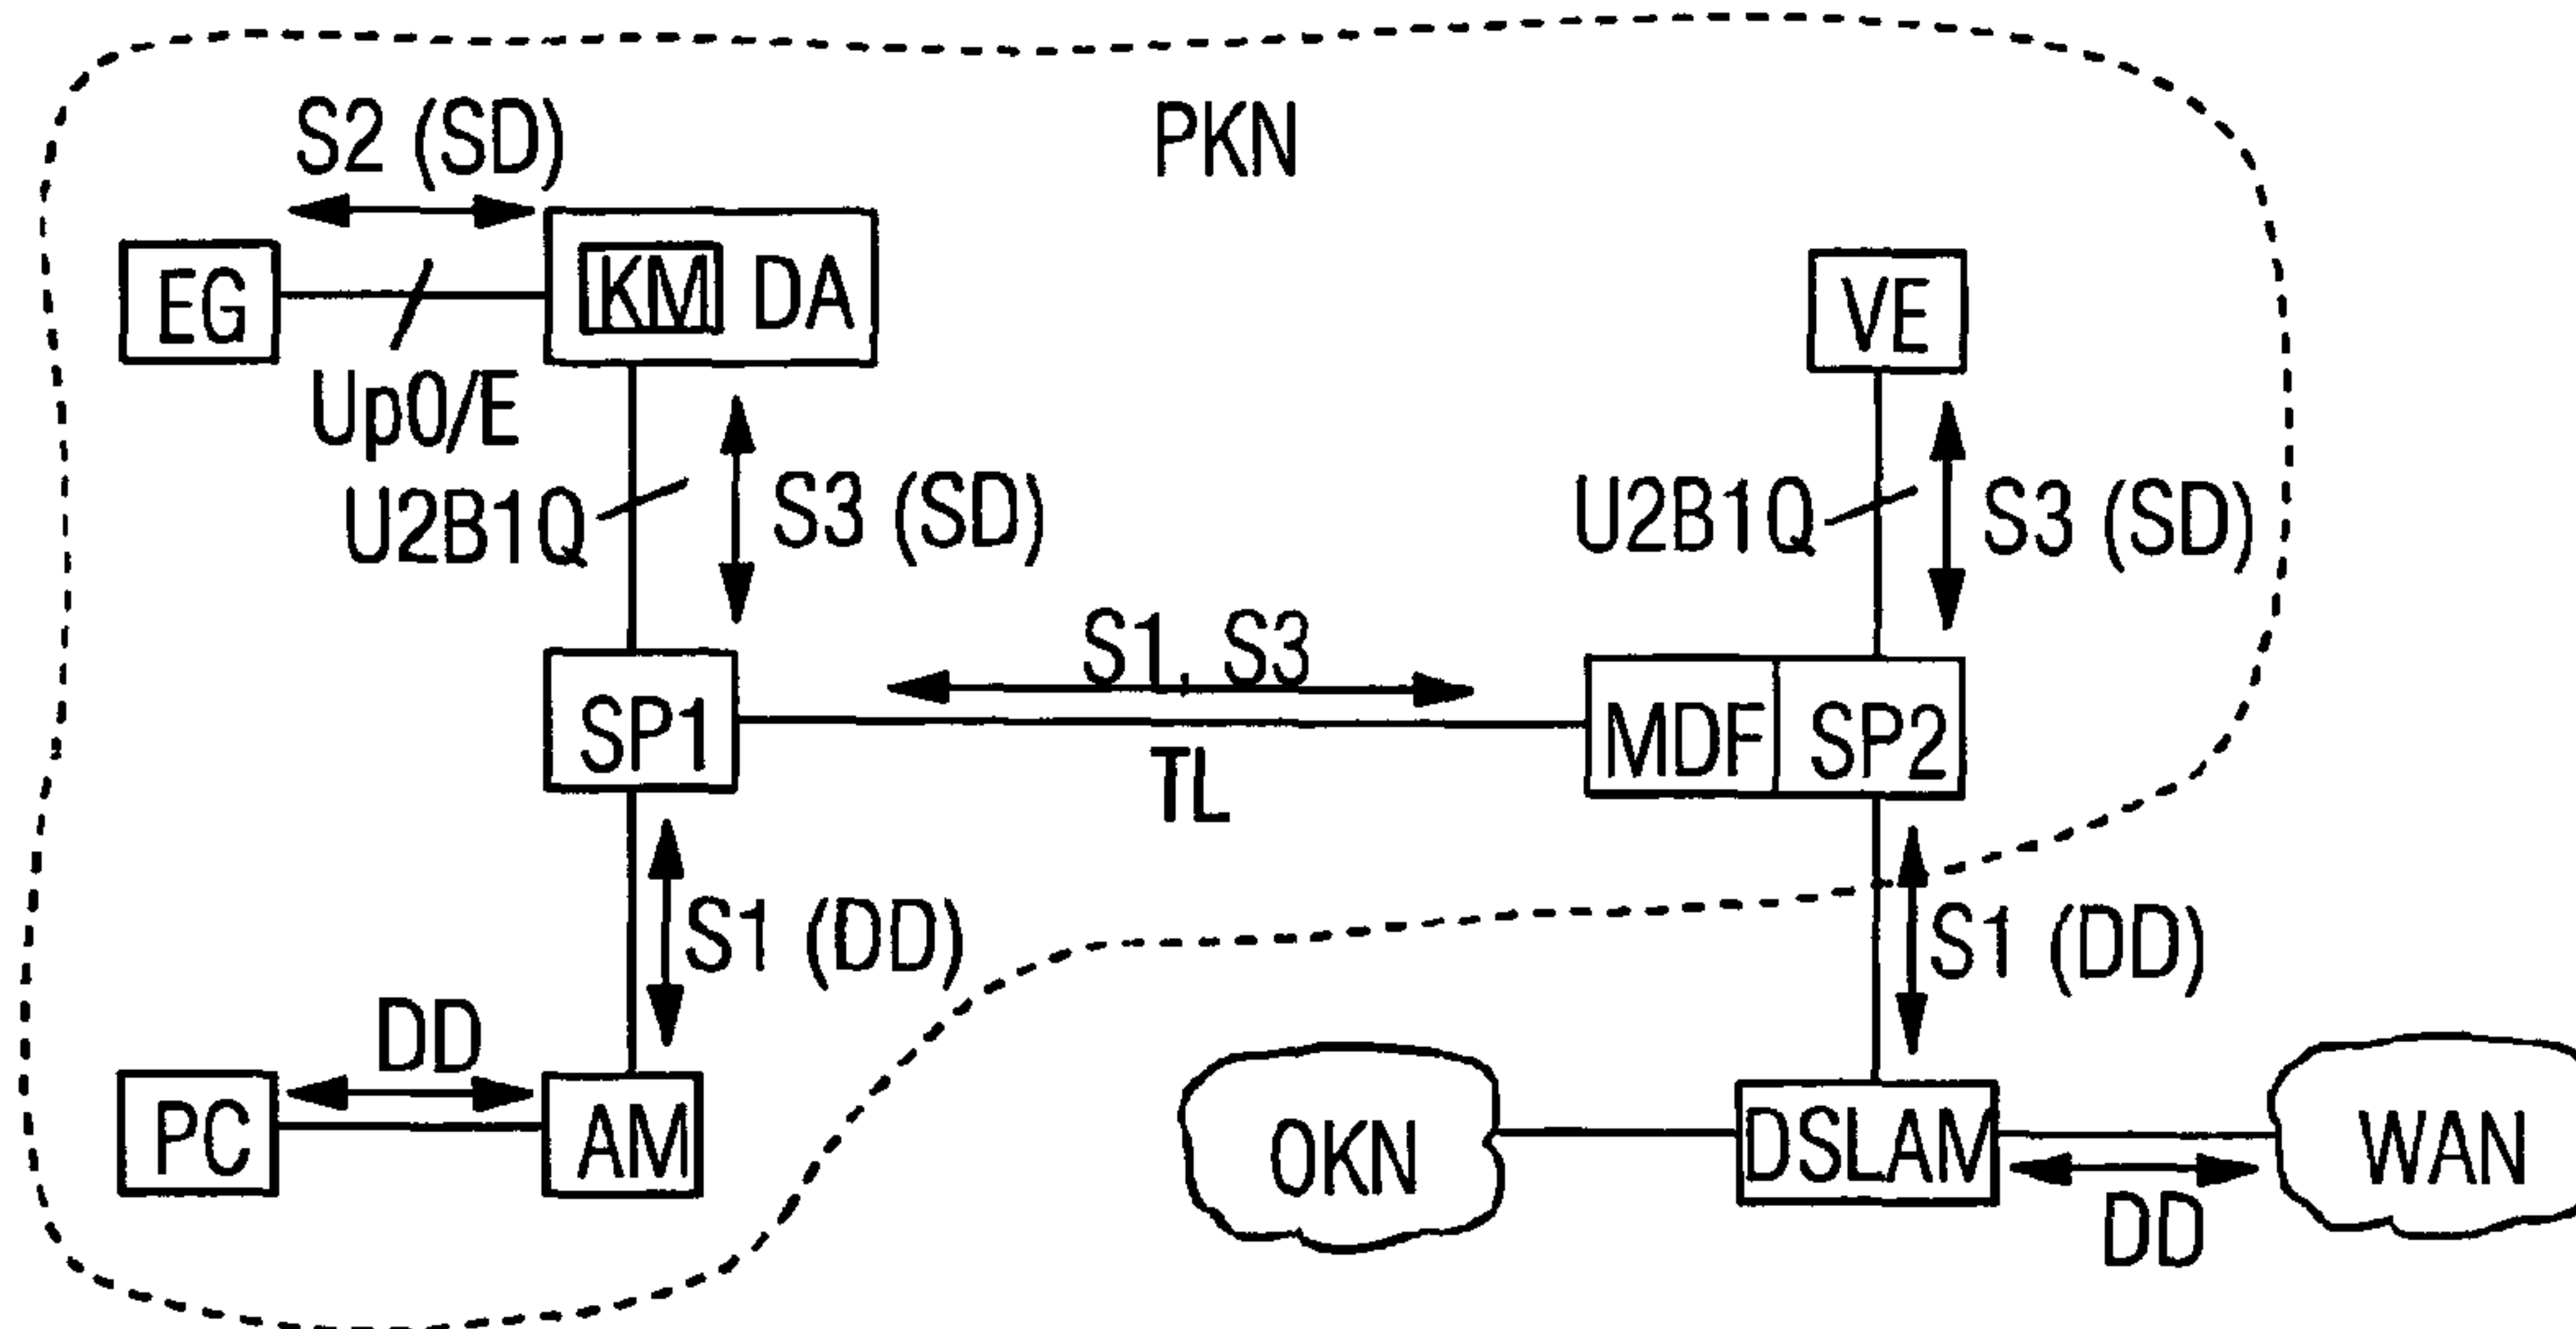 PKN
S2 (SD)
EG
KM
DA
Up0/E
U2B1Q
S3 (SD)
VE
U2B1Q
S3 (SD)
S1, S3
SP1
MDF
SP2
TL
S1 (DD)
S1 (DD)
DD
PC
AM
OKN
DSLAM
WAN
DD